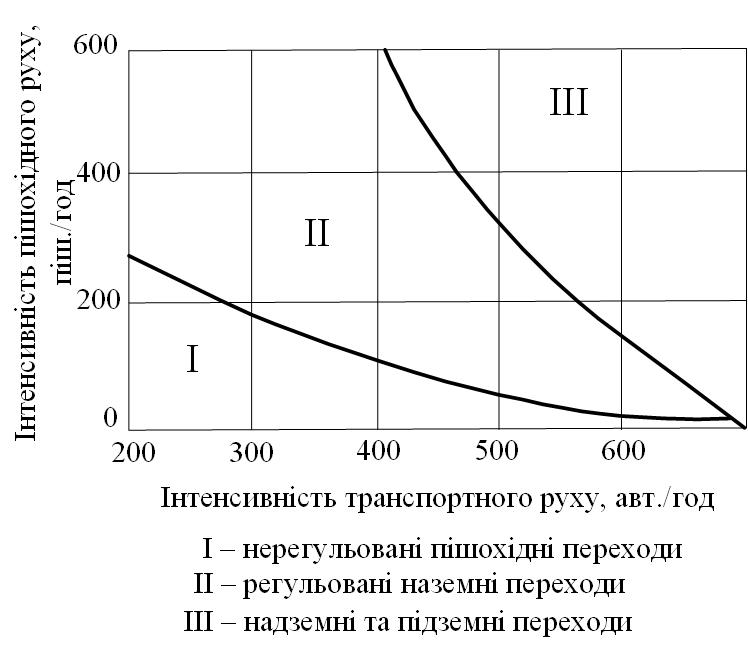 Інтенсивність пішохідного руху,
піш./год
600
400
200
0
III
II
I
200 300 400 500 600
Інтенсивність транспортного руху, авт./год
I – нерегульовані пішохідні переходи
II – регульовані наземні переходи
III – надземні та підземні переходи